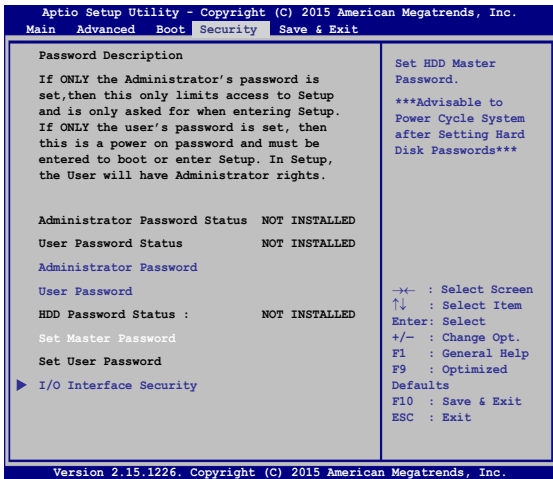 Aptio Setup Utility - Copyright (C) 2015 American Megatrends, Inc.
Main Advanced Boot Security Save & Exit
Password Description
If ONLY the Administrator's password is
set,then this only limits access to Setup
and is only asked for when entering Setup.
If ONLY the user's password is set, then
this is a power on password and must be
entered to boot or enter Setup. In Setup,
the User will have Administrator rights.
Administrator Password Status NOT INSTALLED
User Password Status NOT INSTALLED
Administrator Password
User Password
HDD Password Status : NOT INSTALLED
Set Master Password
Set User Password
I/O Interface Security
Set HDD Master
Password.
***Advisable to
Power Cycle System
after Setting Hard
Disk Passwords***
→← : Select Screen
↑↓ : Select Item
Enter: Select
+/— : Change Opt.
F1 : General Help
F9 : Optimized
Defaults
F10 : Save & Exit
ESC : Exit
Version 2.15.1226. Copyright (C) 2015 American Megatrends, Inc.